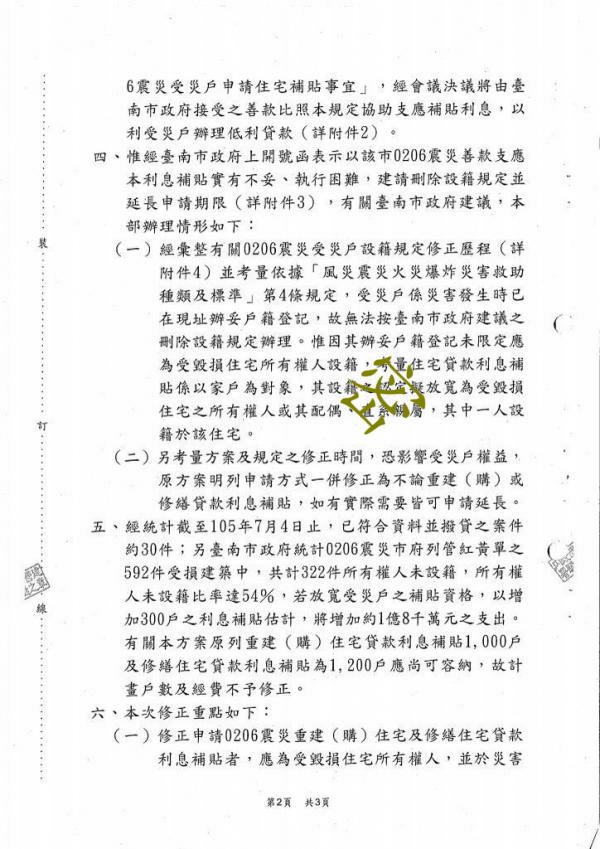 6震災受災戶申請住宅補貼事宜」,經會議決議將由臺
南市政府接受之善款比照本規定協助支應補貼利息,以
利受災戶辦理低利貸款(詳附件2)。
四、惟經臺南市政府上開號函表示以該市0206震災善款支應
本利息補貼實有不妥、執行困難,建請刪除設籍規定並
延長申請期限(詳附件3),有關臺南市政府建議,本
部辦理情形如下:
(一)經彙整有關0206震災受災戶設籍規定修正歷程(詳
附件4)並考量依據「風災震災火災爆炸災害救助
種類及標準」第4條規定,受災戶係災害發生時已
在現址辦妥戶籍登記,故無法按臺南市政府建議之
刪除設籍規定辦理。惟因其辦妥戶籍登記未限定應
為受毀損住宅所有權人設籍,考量住宅貸款利息補
貼係以家戶為對象,其設籍之認定擬放寬為受毀損
住宅之所有權人或其配偶、直系親屬,其中一人設
籍於該住宅。
(二)另考量方案及規定之修正時間,恐影響受災戶權益,
原方案明列申請方式一併修正為不論重建(購)或
修繕貸款利息補貼,如有實際需要皆可申請延長。
五、經統計截至105年7月4日止,已符合資料並撥貸之案件
約30件;另臺南市政府統計0206震災市府列管紅黃單之
592件受損建築中,共計322件所有權人未設籍,所有權
人未設籍比率達54%,若放寬受災戶之補貼資格,以增
加300戶之利息補貼估計,將增加約1億8千萬元之支出。
有關本方案原列重建(購)住宅貸款利息補貼1,000戶
及修繕住宅貸款利息補貼為1,200戶應尚可容納,故計
畫戶數及經費不予修正。
六、本次修正重點如下:
(一)修正申請0206震災重建(購)住宅及修繕住宅貸款
利息補貼者,應為受毀損住宅所有權人,並於災害
裝
訂
線
第2頁 共3頁